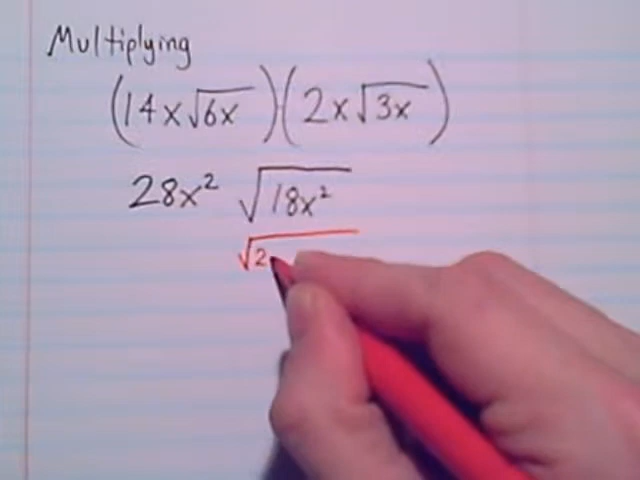 Multiplying
(14x√6x)(2x√3x)
28x² √18x²
√2